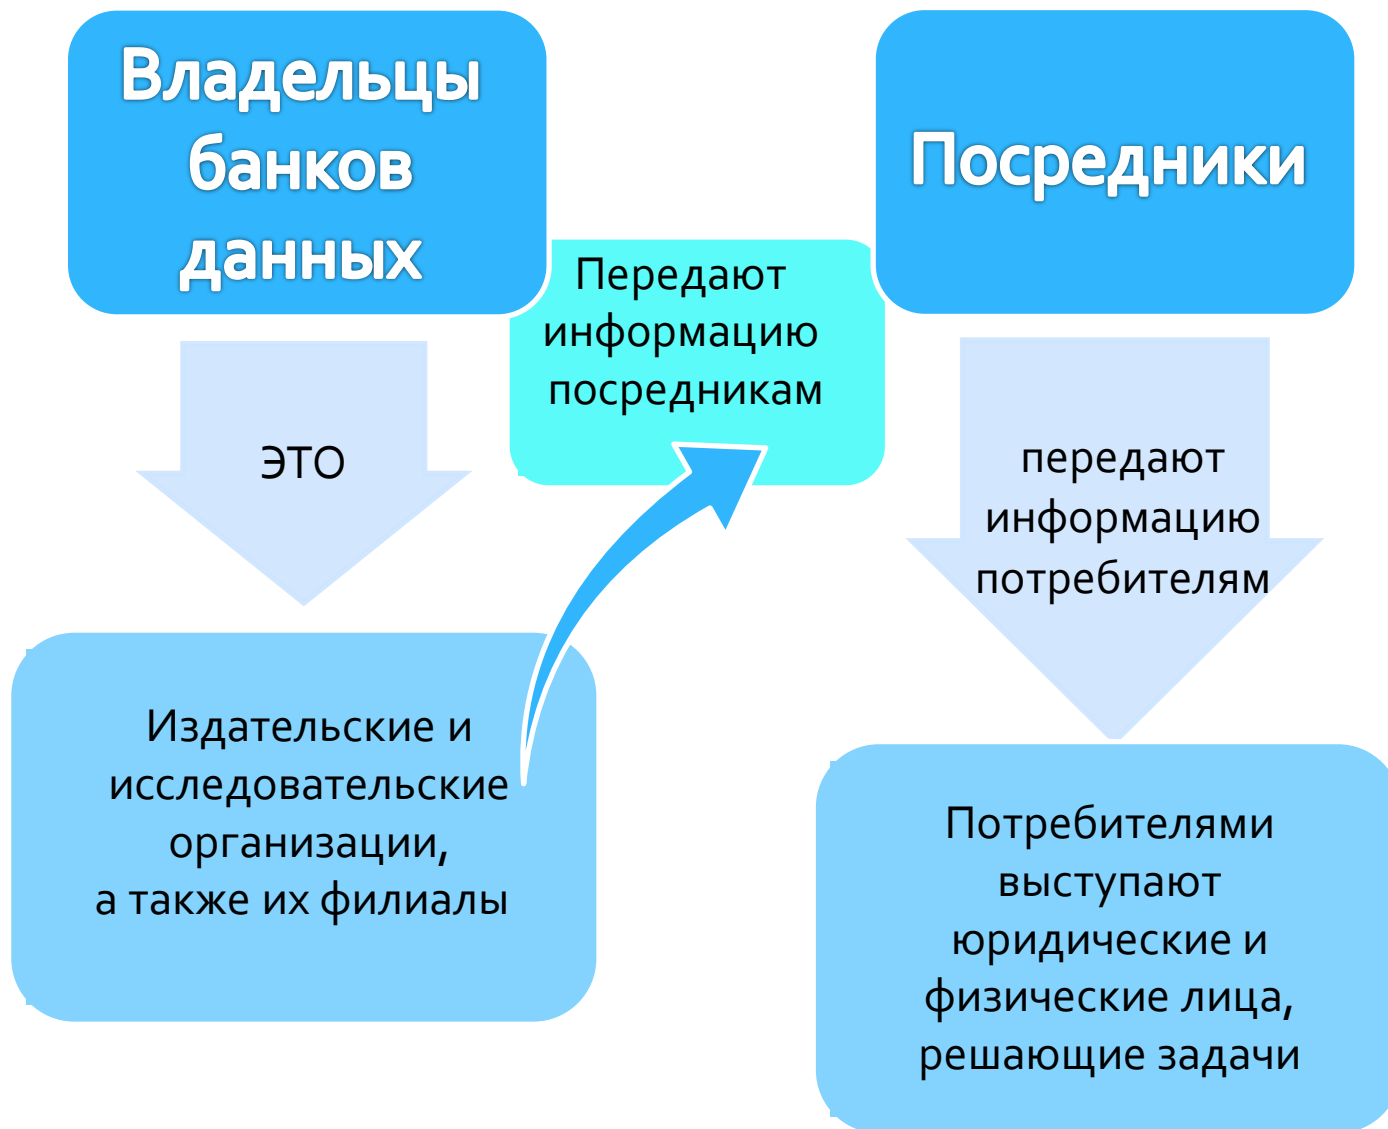 Владельцы
банков
данных
Посредники
Передают
информацию
посредникам
ЭТО
передают
информацию
потребителям
Издательские и
исследовательские
организации,
а также их филиалы
Потребителями
выступают
юридические и
физические лица,
решающие задачи